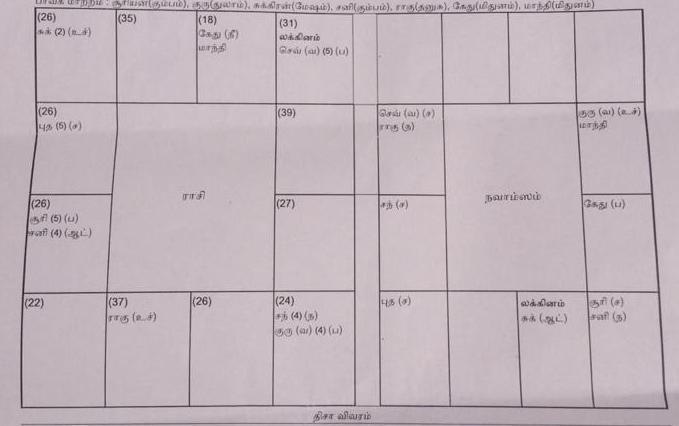 பாவக மாற்றம் : சூரியன்(கும்பம்), குரு(துலாம்), சுக்கிரன்(மேஷம்), சனி(கும்பம்), ராகு(தனுசு), கேது(மிதுனம்), மாந்தி(மிதுனம்)
(26) (35) (18) (31)
சுக் (2) (உச்) கேது (நீ) லக்கினம்
மாந்தி செவ் (வ) (5) (ப)
(26) (39) செவ் (வ) (ச) குரு (வ) (உச்)
புத (5) (ச) ராகு (ந) மாந்தி
ராசி நவாம்ஸம்
(26) (27) சந் (ச) கேது (ப)
சூரி (5) (ப)
சனி (4) (ஆட்)
(22) (37) (26) (24) புத (ச) லக்கினம் சூரி (ச)
ராகு (உச்) சந் (4) (ந) சுக் (ஆட்) சனி (ந)
குரு (வ) (4) (ப)
திசா விவரம்